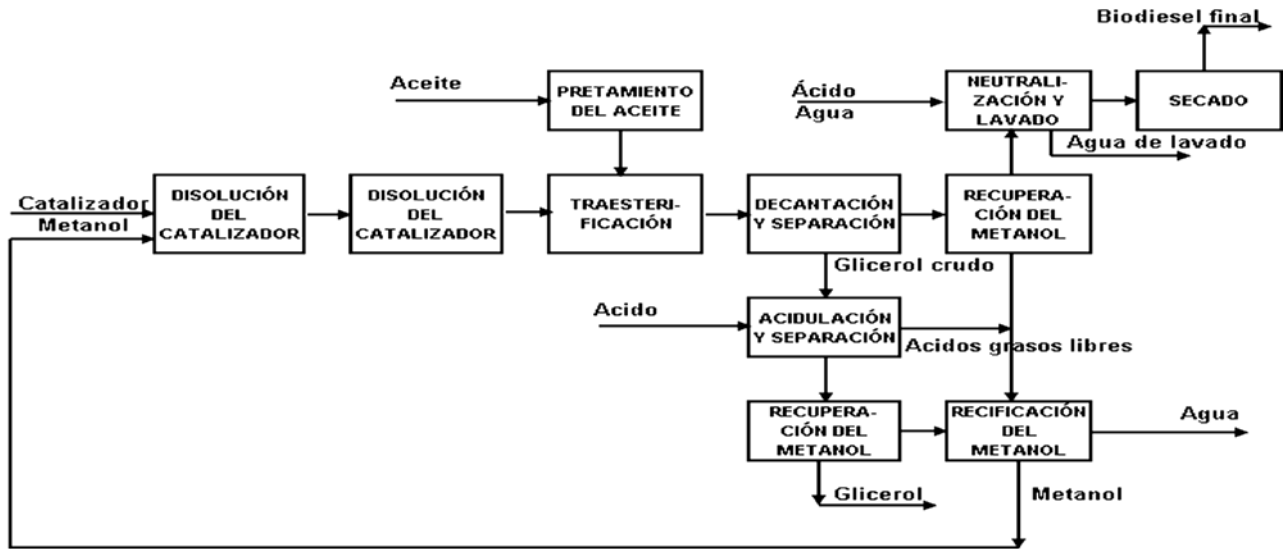 Biodiesel final
Aceite
PRETAMIENTO
DEL ACEITE
Ácido
Agua
NEUTRALI-
ZACIÓN Y
LAVADO
SECADO
Agua de lavado
Catalizador
Metanol
DISOLUCIÓN
DEL
CATALIZADOR
DISOLUCIÓN
DEL
CATALIZADOR
TRAESTERI-
FICACIÓN
DECANTACIÓN
Y SEPARACIÓN
RECUPERA-
CIÓN DEL
METANOL
Glicerol crudo
Acido
ACIDULACIÓN
Y SEPARACIÓN
Acidos grasos libres
RECUPERA-
CIÓN DEL
METANOL
RECIFICACIÓN
DEL
METANOL
Agua
Glicerol
Metanol